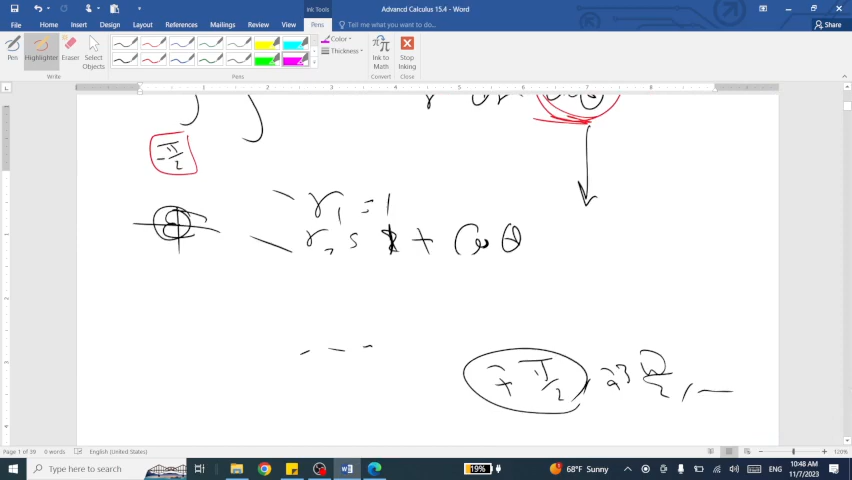 Ink Tools
Advanced Calculus 15.4 - Word
File Home Insert Design Layout References Mailings Review View Help Pens Tell me what you want to do... Share
Pen Highlighter Eraser Select Objects
Color
Thickness
Ink to Math
Stop Inking
Write Pens Convert Close
-π/2
r₁ = 1
+ Cos θ
π/2
Page 1 of 39 0 words English (United States) 120%
Type here to search
19%
68°F Sunny
10:48 AM
11/7/2023